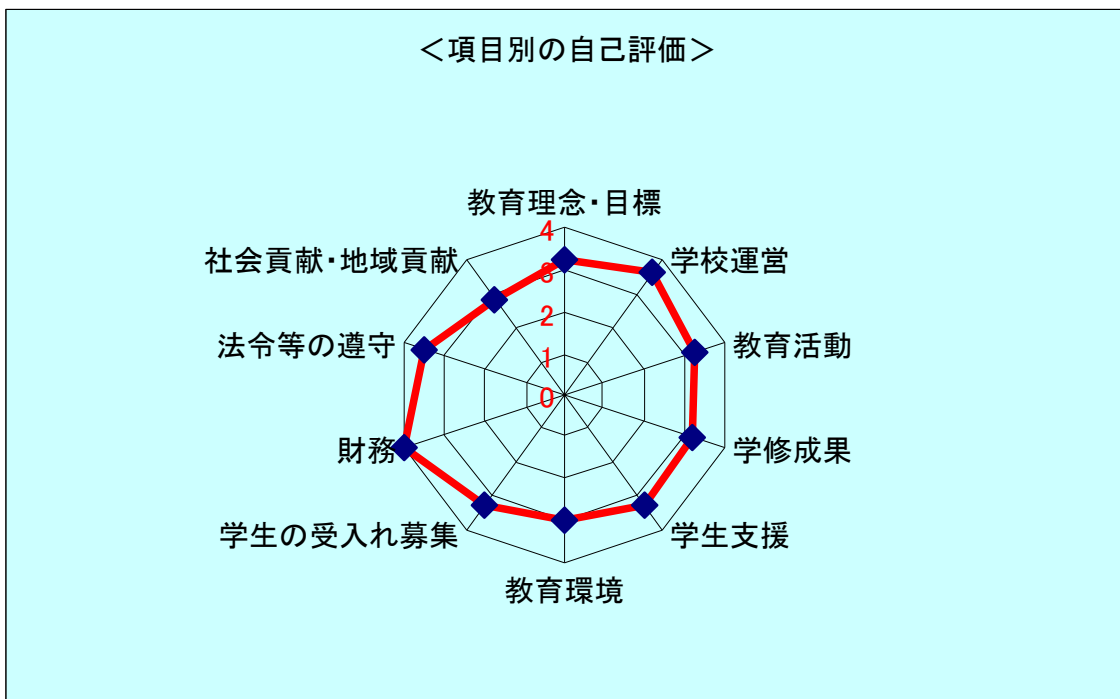 ＜項目別の自己評価＞
教育理念・目標
学校運営
教育活動
学修成果
学生支援
教育環境
学生の受入れ募集
財務
法令等の遵守
社会貢献・地域貢献
4
3
2
1
0